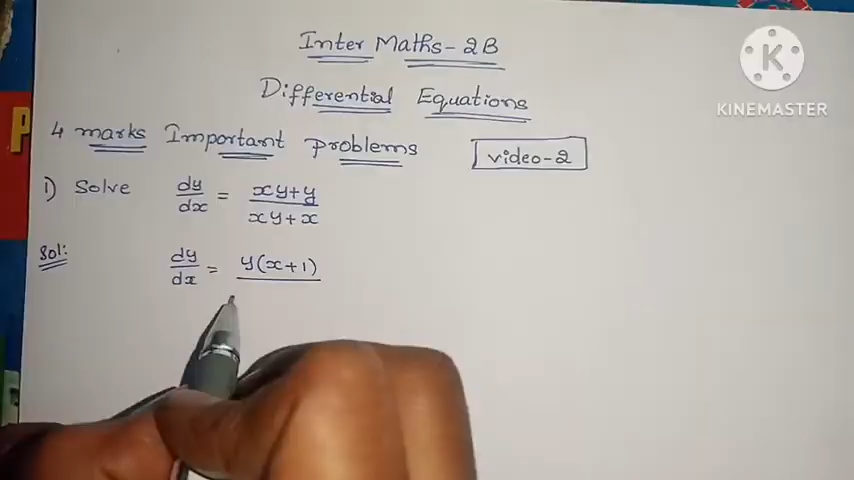 Inter Maths - 2B
KINEMASTER
Differential Equations
4 marks Important problems
video-2
1) Solve dy/dx = xy+y / xy+x
Sol: dy/dx = y(x+1)